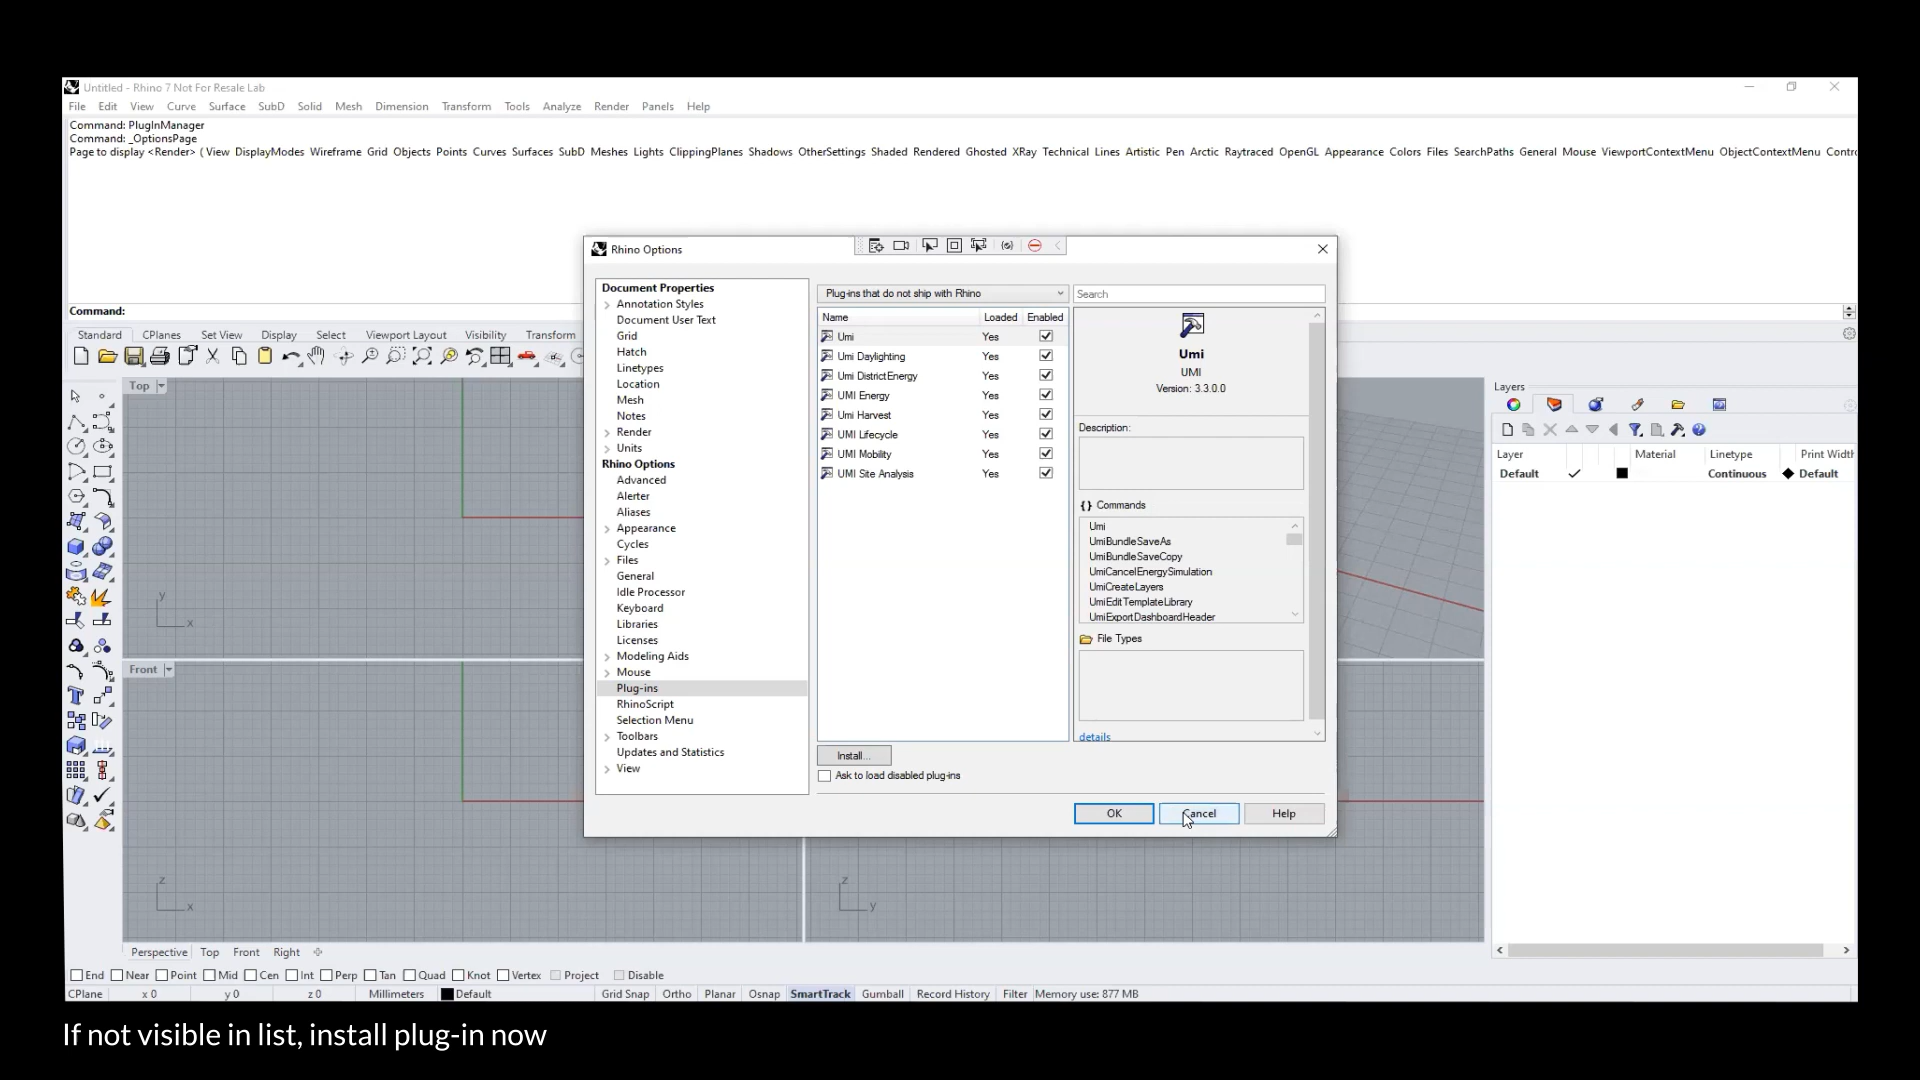 Untitled - Rhino 7 Not For Resale Lab
File Edit View Curve Surface SubD Solid Mesh Dimension Transform Tools Analyze Render Panels Help
Command: PlugInManager
Command: _OptionsPage
Page to display <Render> ( View DisplayModes Wireframe Grid Objects Points Curves Surfaces SubD Meshes Lights ClippingPlanes Shadows OtherSettings Shaded Rendered Ghosted XRay Technical Lines Artistic Pen Arctic Raytraced OpenGL Appearance Colors Files SearchPaths General Mouse ViewportContextMenu ObjectContextMenu Contro
Command:
Standard CPlanes Set View Display Select Viewport Layout Visibility Transform
Top
Front
Rhino Options
Document Properties
Annotation Styles
Document User Text
Grid
Hatch
Linetypes
Location
Mesh
Notes
Render
Units
Rhino Options
Advanced
Alerter
Aliases
Appearance
Cycles
Files
General
Idle Processor
Keyboard
Libraries
Licenses
Modeling Aids
Mouse
Plug-ins
RhinoScript
Selection Menu
Toolbars
Updates and Statistics
View
Plug-ins that do not ship with Rhino
Name Loaded Enabled
Umi Yes
Umi Daylighting Yes
Umi DistrictEnergy Yes
UMI Energy Yes
Umi Harvest Yes
UMI Lifecycle Yes
UMI Mobility Yes
UMI Site Analysis Yes
Install...
Ask to load disabled plug-ins
Search
Umi
UMI
Version: 3.3.0.0
Description:
{} Commands
Umi
UmiBundleSaveAs
UmiBundleSaveCopy
UmiCancelEnergySimulation
UmiCreateLayers
UmiEditTemplateLibrary
UmiExportDashboardHeader
File Types
details
OK Cancel Help
Layers
Layer Material Linetype Print Width
Default Continuous Default
y
x
z
x
z
y
Perspective Top Front Right
End Near Point Mid Cen Int Perp Tan Quad Knot Vertex Project Disable
CPlane x 0 y 0 z 0 Millimeters Default Grid Snap Ortho Planar Osnap SmartTrack Gumball Record History Filter Memory use: 877 MB
If not visible in list, install plug-in now